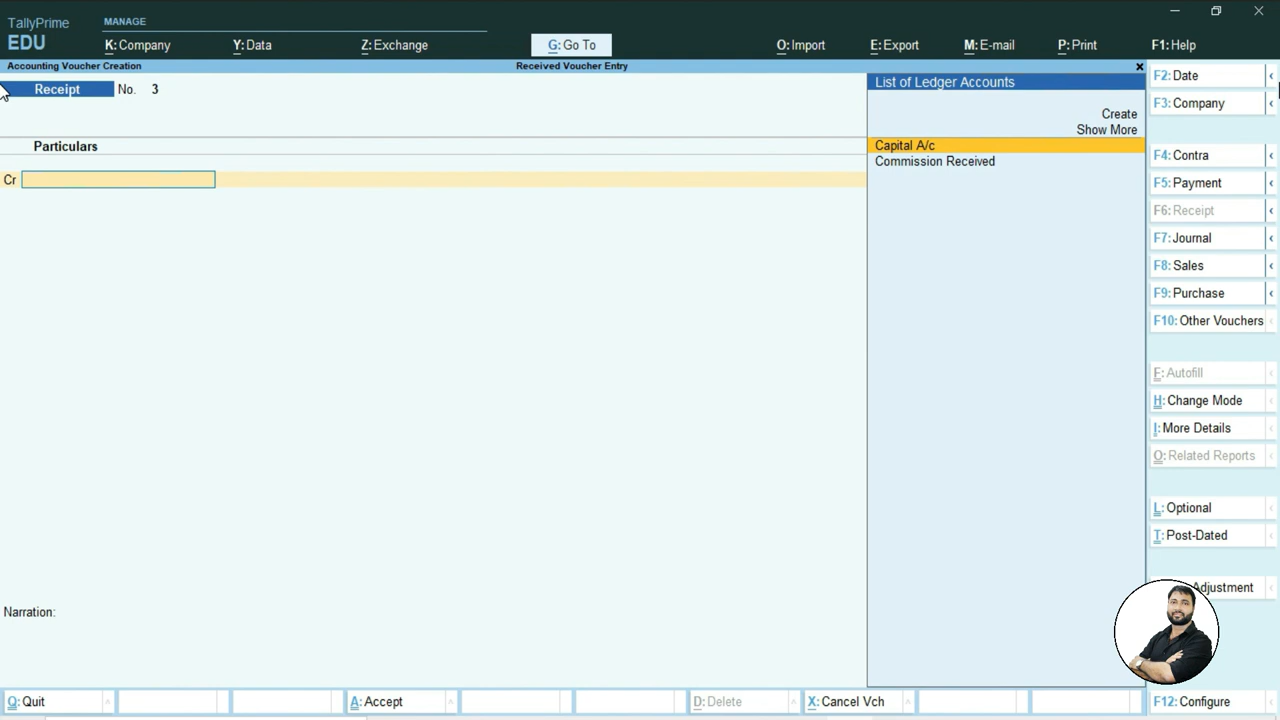 TallyPrime
EDU
MANAGE
K: Company
Y: Data
Z: Exchange
G: Go To
O: Import
E: Export
M: E-mail
P: Print
F1: Help
Accounting Voucher Creation
Received Voucher Entry
Receipt No. 3
Particulars
Cr
Narration:
List of Ledger Accounts
Create
Show More
Capital A/c
Commission Received
F2: Date
F3: Company
F4: Contra
F5: Payment
F6: Receipt
F7: Journal
F8: Sales
F9: Purchase
F10: Other Vouchers
F: Autofill
H: Change Mode
I: More Details
O: Related Reports
L: Optional
T: Post-Dated
Adjustment
Q: Quit
A: Accept
D: Delete
X: Cancel Vch
F12: Configure